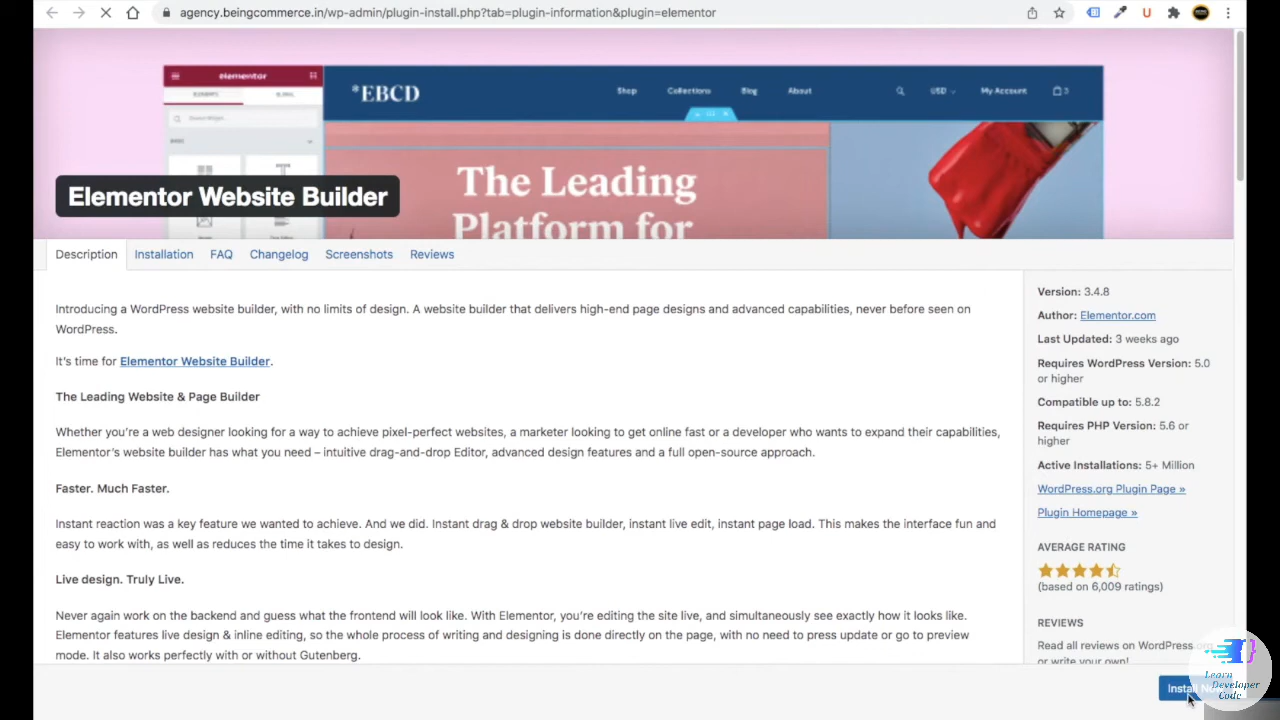 agency.beingcommerce.in/wp-admin/plugin-install.php?tab=plugin-information&plugin=elementor
elementor
ELEMENTS
*EBCD
Shop
Collections
Blog
About
USD
My Account
3
The Leading
Platform for
Elementor Website Builder
Description
Installation
FAQ
Changelog
Screenshots
Reviews
Introducing a WordPress website builder, with no limits of design. A website builder that delivers high-end page designs and advanced capabilities, never before seen on
WordPress.
It's time for Elementor Website Builder.
The Leading Website & Page Builder
Whether you're a web designer looking for a way to achieve pixel-perfect websites, a marketer looking to get online fast or a developer who wants to expand their capabilities,
Elementor's website builder has what you need – intuitive drag-and-drop Editor, advanced design features and a full open-source approach.
Faster. Much Faster.
Instant reaction was a key feature we wanted to achieve. And we did. Instant drag & drop website builder, instant live edit, instant page load. This makes the interface fun and
easy to work with, as well as reduces the time it takes to design.
Live design. Truly Live.
Never again work on the backend and guess what the frontend will look like. With Elementor, you're editing the site live, and simultaneously see exactly how it looks like.
Elementor features live design & inline editing, so the whole process of writing and designing is done directly on the page, with no need to press update or go to preview
mode. It also works perfectly with or without Gutenberg.
Version: 3.4.8
Author: Elementor.com
Last Updated: 3 weeks ago
Requires WordPress Version: 5.0
or higher
Compatible up to: 5.8.2
Requires PHP Version: 5.6 or
higher
Active Installations: 5+ Million
WordPress.org Plugin Page »
Plugin Homepage »
AVERAGE RATING
(based on 6,009 ratings)
REVIEWS
Read all reviews on WordPress.org
or write your own!
Install
Learn
Developer
Code